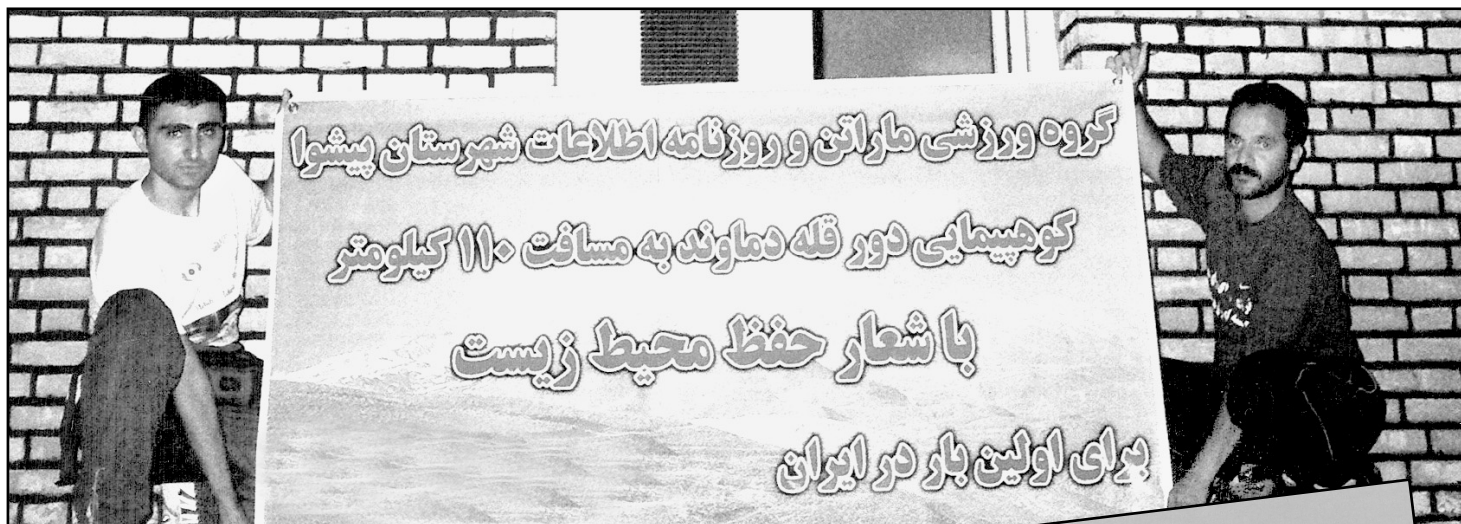 گروه ورزشی ماراتن و روزنامه اطلاعات شهرستان پیشوا
کوهپیمایی دور قله دماوند به مسافت ۱۱۰ کیلومتر
با شعار حفظ محیط زیست
برای اولین بار در ایران